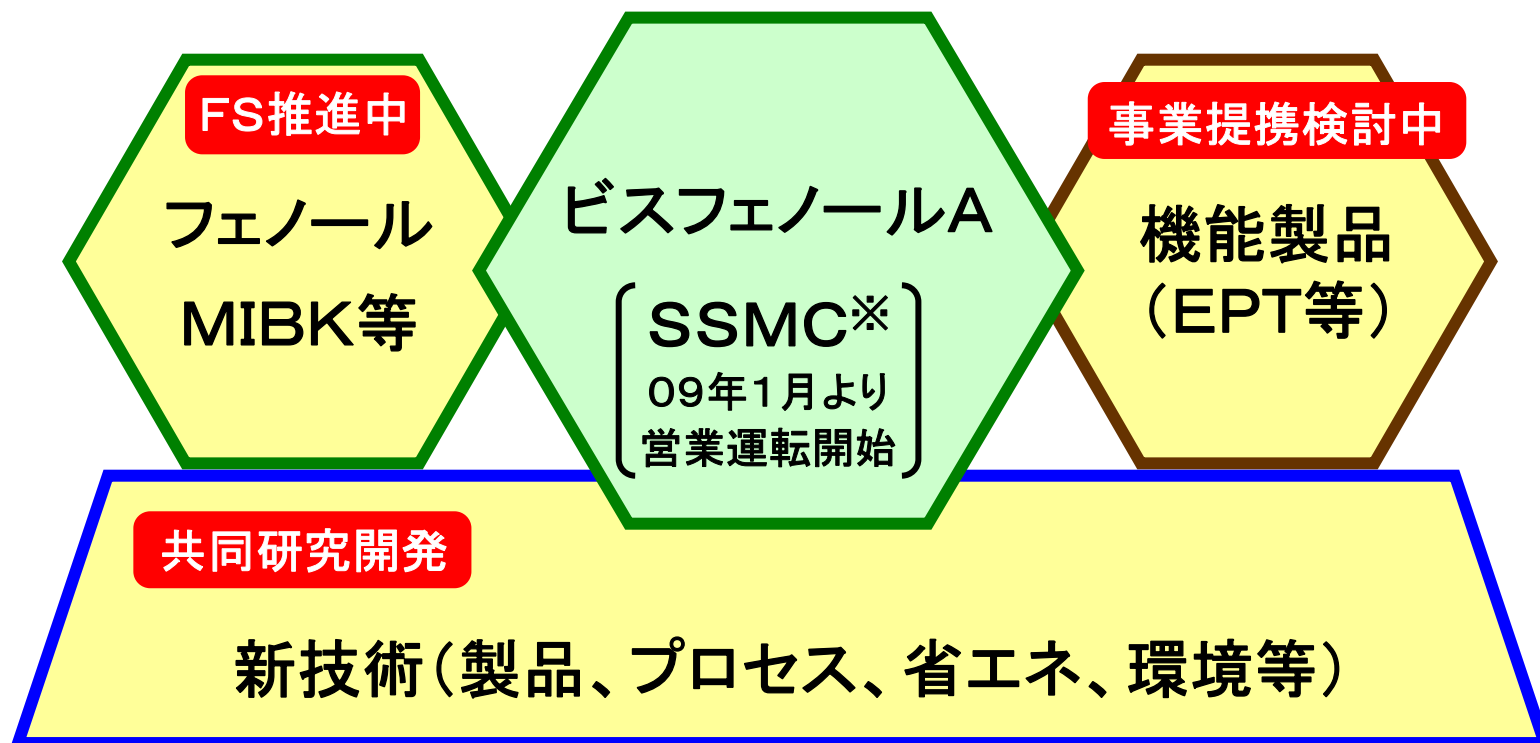 FS推進中
フェノール
MIBK等
ビスフェノールA
SSMC※
09年1月より
営業運転開始
事業提携検討中
機能製品
(EPT等)
共同研究開発
新技術(製品、プロセス、省エネ、環境等)